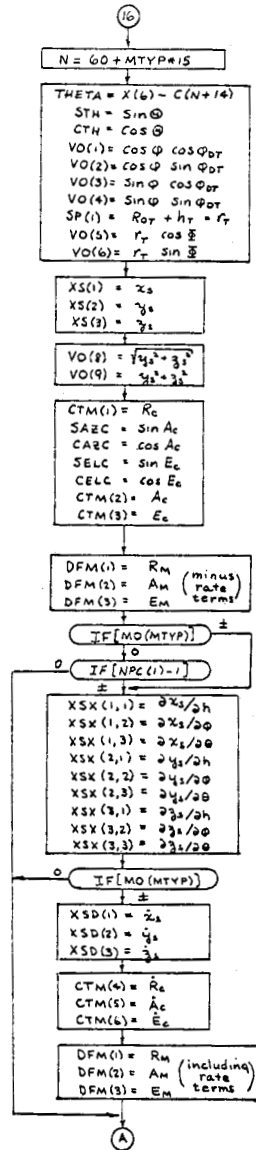 16
N = 60 + MTYP*15
THETA = X(6) - C(N+14)
STH = Sin Θ
CTH = Cos Θ
VO(1) = cos φ cos φDT
VO(2) = cos φ sin φDT
VO(3) = Sin φ cos φDT
VO(4) = Sin φ sin φDT
SP(1) = R0T + hT = rT
VO(5) = rT cos Φ
VO(6) = rT sin Φ
XS(1) = xs
XS(2) = ys
XS(3) = zs
VO(8) = √(ys² + zs²)
VO(9) = ys² + zs²
CTM(1) = Rc
SAZC = sin Ac
CAZC = cos Ac
SELC = sin Ec
CELC = cos Ec
CTM(2) = Ac
CTM(3) = Ec
DFM(1) = RM
DFM(2) = AM (minus rate terms)
DFM(3) = EM
IF[MO(MTYP)] ±
0
0 IF[NPC(1)-1]
±
XSX(1,1) = ∂xs/∂h
XSX(1,2) = ∂xs/∂φ
XSX(1,3) = ∂xs/∂θ
XSX(2,1) = ∂ys/∂h
XSX(2,2) = ∂ys/∂φ
XSX(2,3) = ∂ys/∂θ
XSX(3,1) = ∂zs/∂h
XSX(3,2) = ∂zs/∂φ
XSX(3,3) = ∂zs/∂θ
0 IF[MO(MTYP)]
±
XSD(1) = ẋs
XSD(2) = ẏs
XSD(3) = żs
CTM(4) = Ṙc
CTM(5) = Ȧc
CTM(6) = Ėc
DFM(1) = RM
DFM(2) = AM (including rate terms)
DFM(3) = EM
A